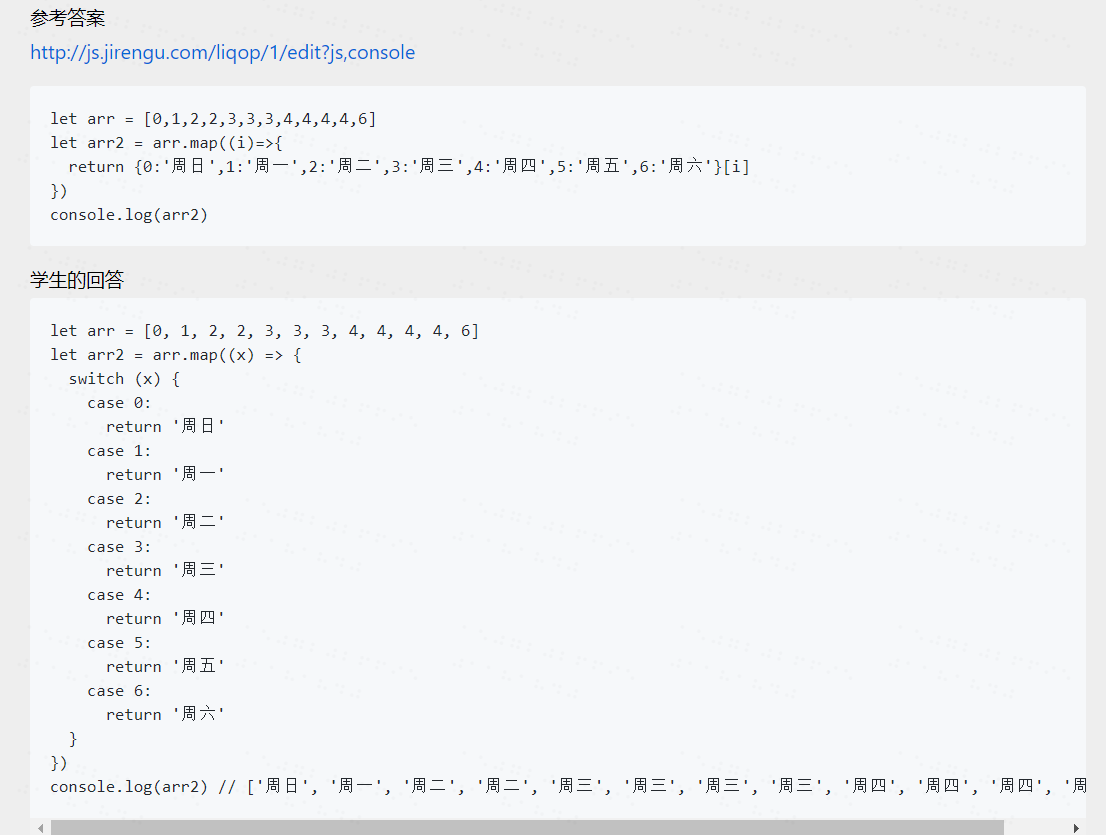 参考答案
http://js.jirengu.com/liqop/1/edit?js,console
let arr = [0,1,2,2,3,3,3,4,4,4,4,6]
let arr2 = arr.map((i)=>{
  return {0:'周日',1:'周一',2:'周二',3:'周三',4:'周四',5:'周五',6:'周六'}[i]
})
console.log(arr2)
学生的回答
let arr = [0, 1, 2, 2, 3, 3, 3, 4, 4, 4, 4, 6]
let arr2 = arr.map((x) => {
  switch (x) {
    case 0:
      return '周日'
    case 1:
      return '周一'
    case 2:
      return '周二'
    case 3:
      return '周三'
    case 4:
      return '周四'
    case 5:
      return '周五'
    case 6:
      return '周六'
  }
})
console.log(arr2) // ['周日', '周一', '周二', '周二', '周三', '周三', '周三', '周三', '周四', '周四', '周四', '周